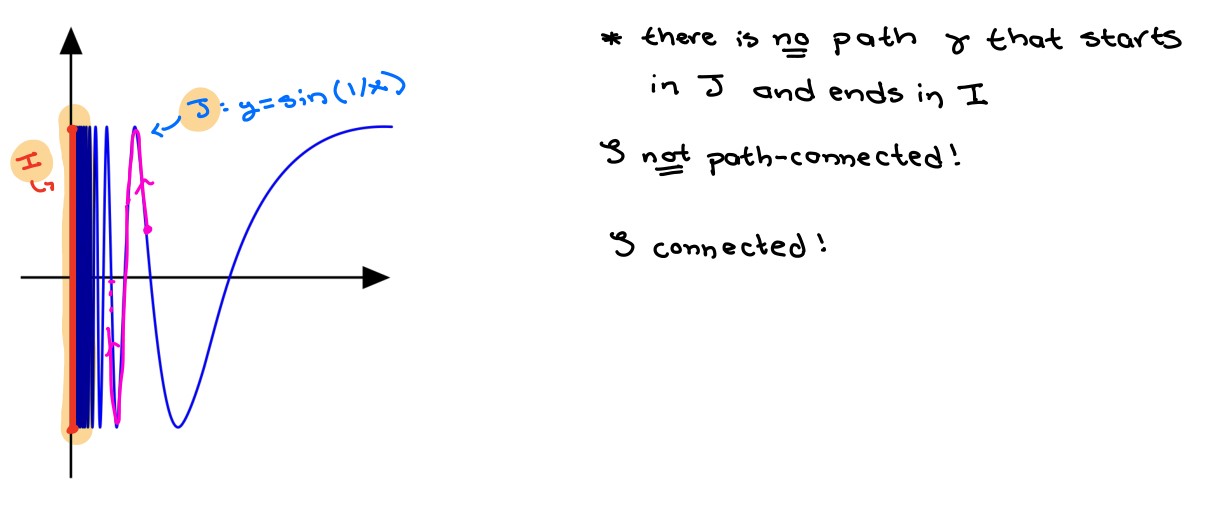 J: y=sin(1/x)
I
* there is no path γ that starts
in J and ends in I
S not path-connected!
S connected!